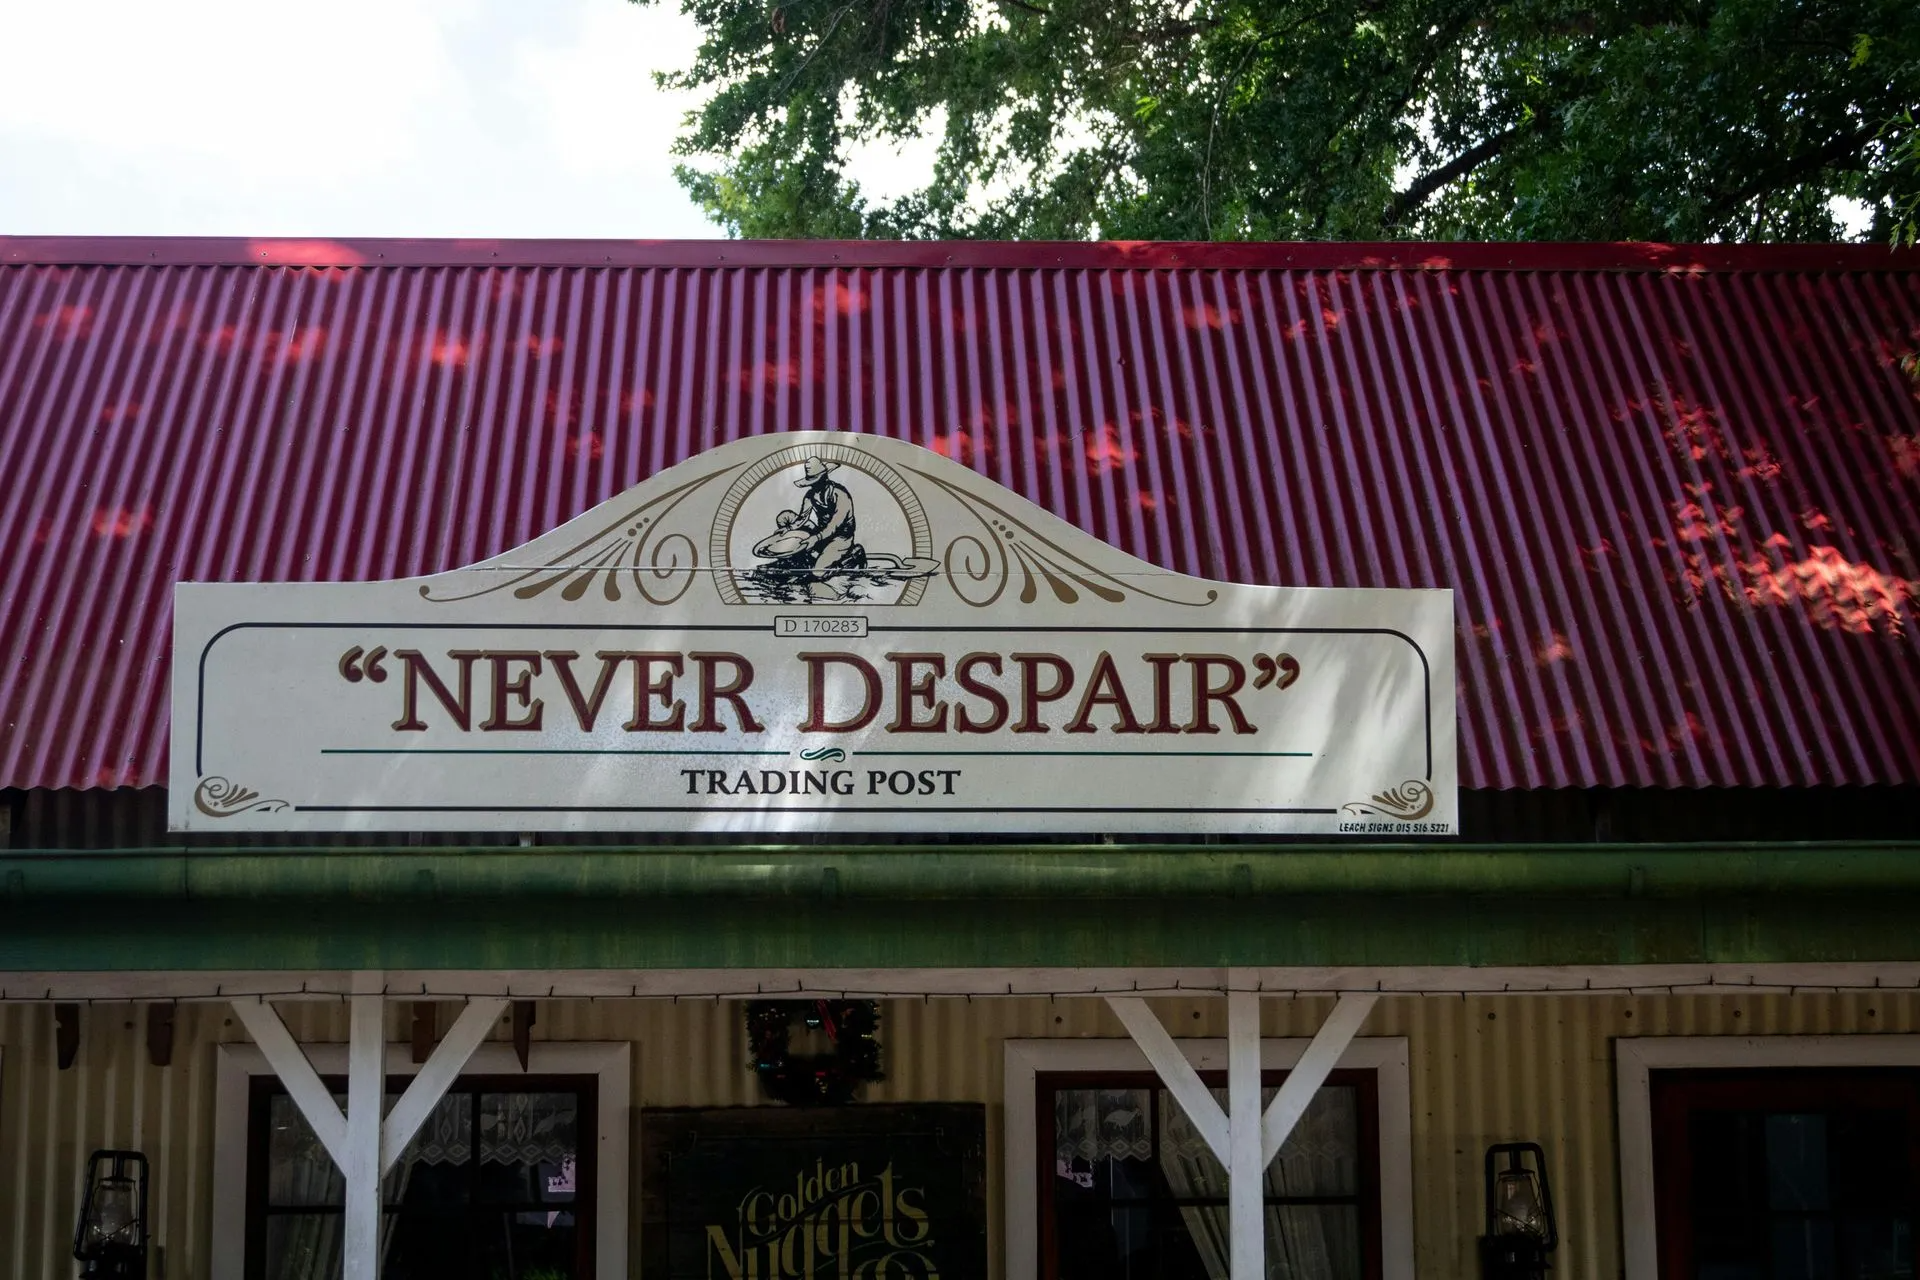 D 170283
“NEVER DESPAIR”
TRADING POST
LEACH SIGNS 015 516 5221
Golden
Nuggets